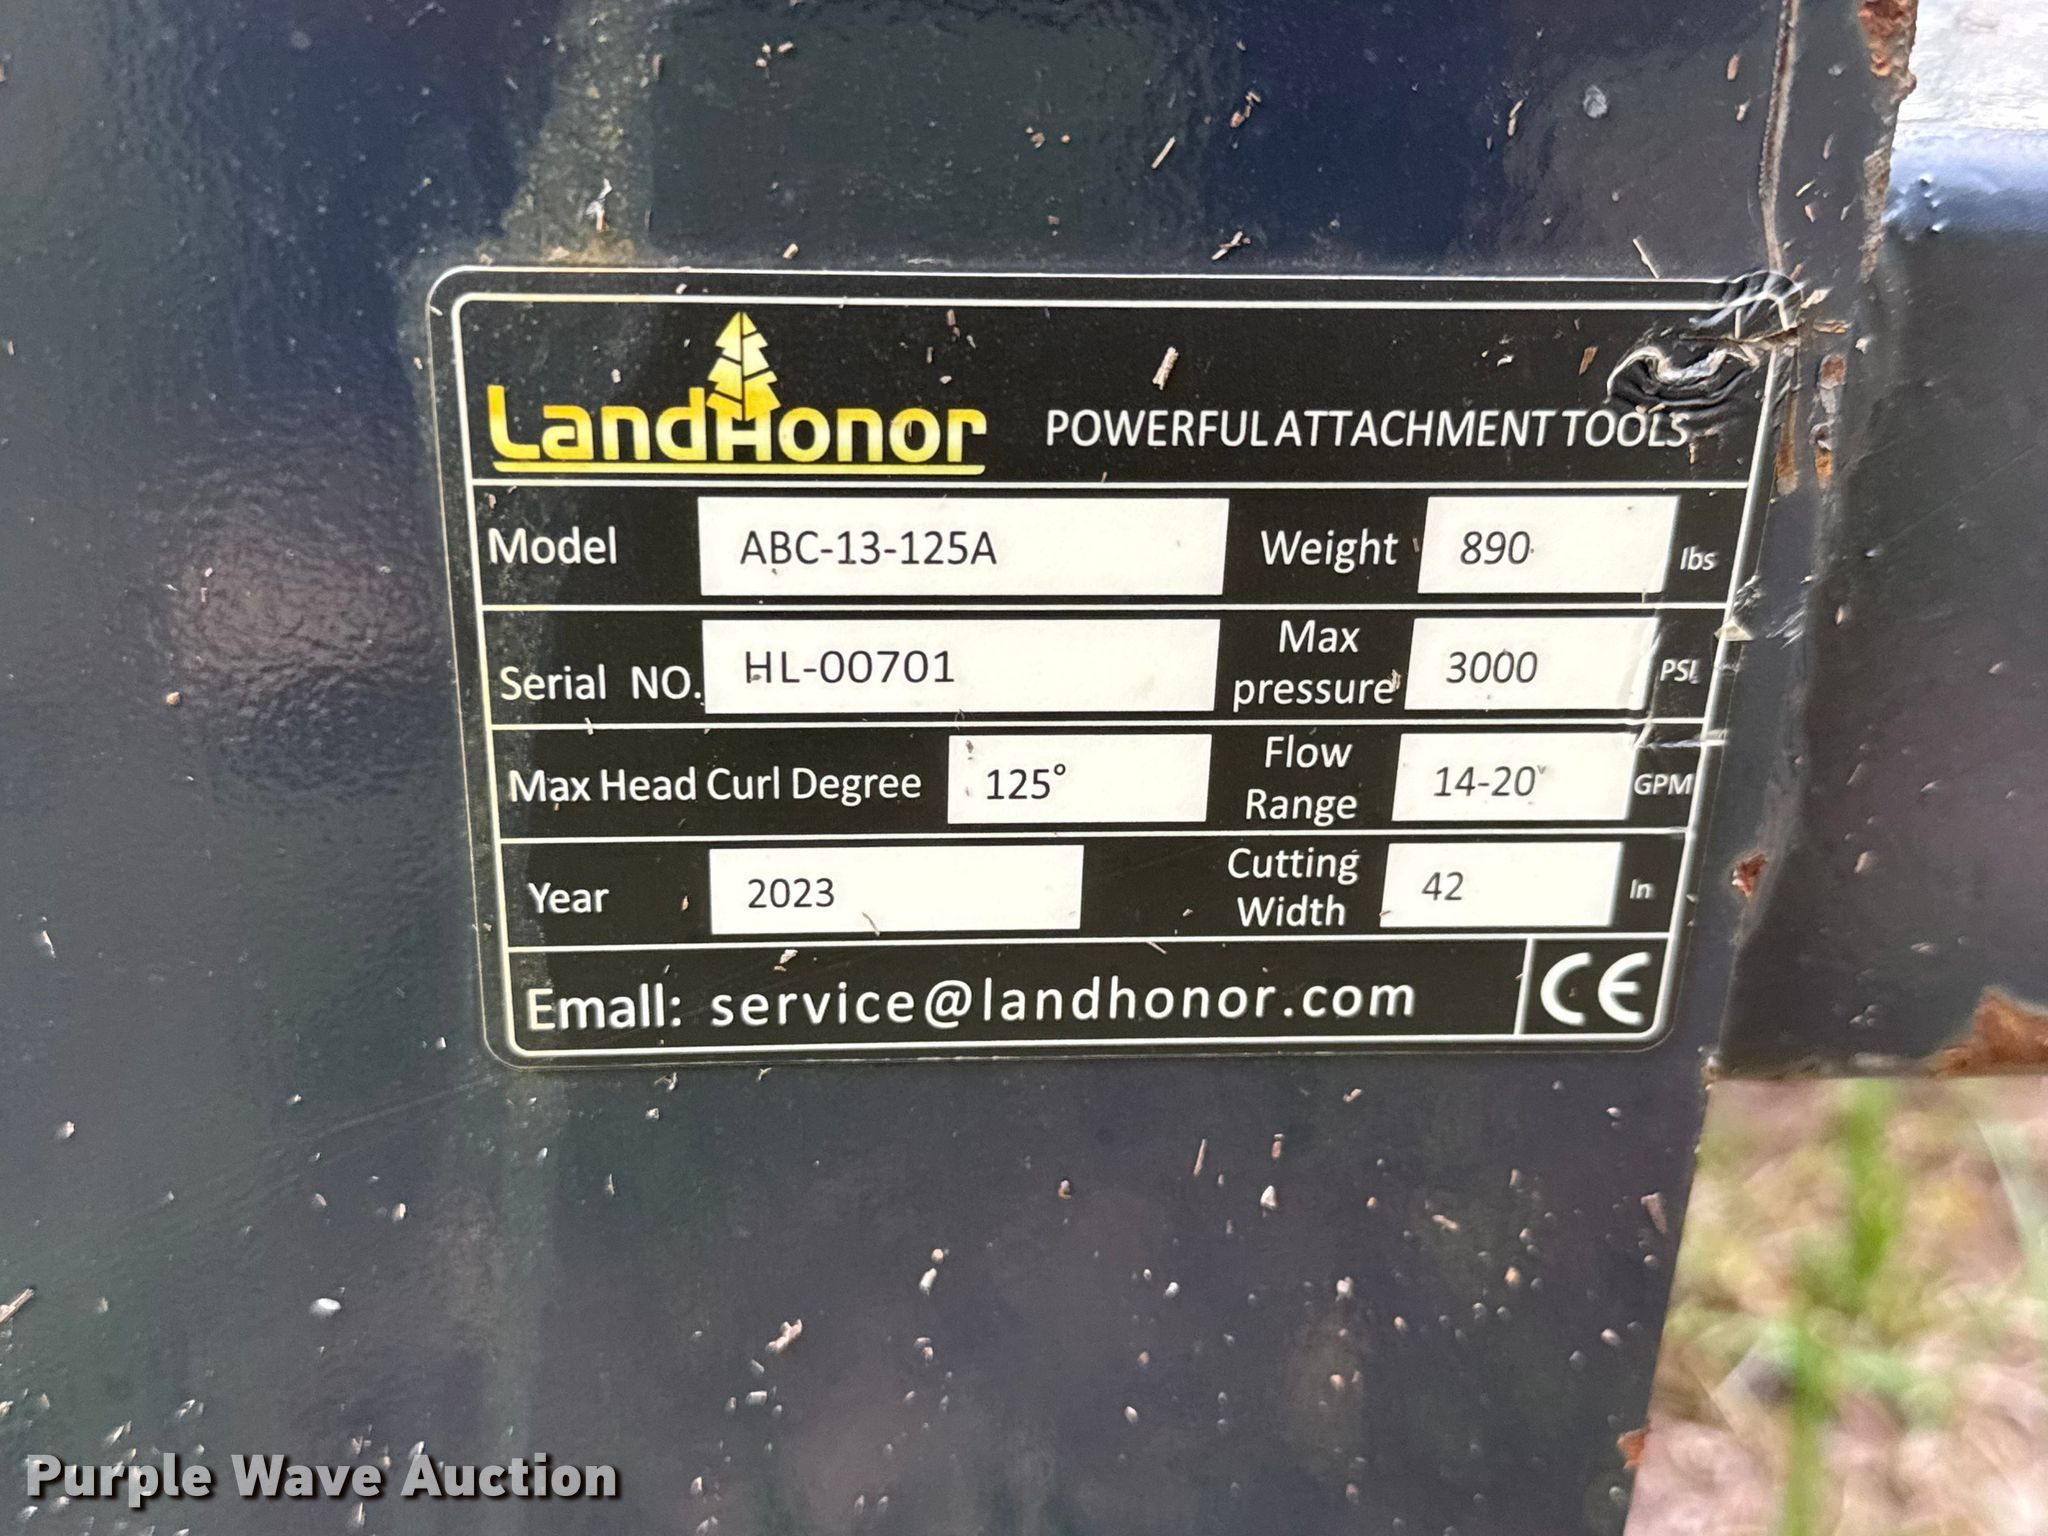 LandHonor POWERFUL ATTACHMENT TOOLS
Model ABC-13-125A Weight 890 lbs
Serial NO. HL-00701 Max pressure 3000 PSI
Max Head Curl Degree 125° Flow Range 14-20 GPM
Year 2023 Cutting Width 42 In
Emall: service@landhonor.com CE
Purple Wave Auction